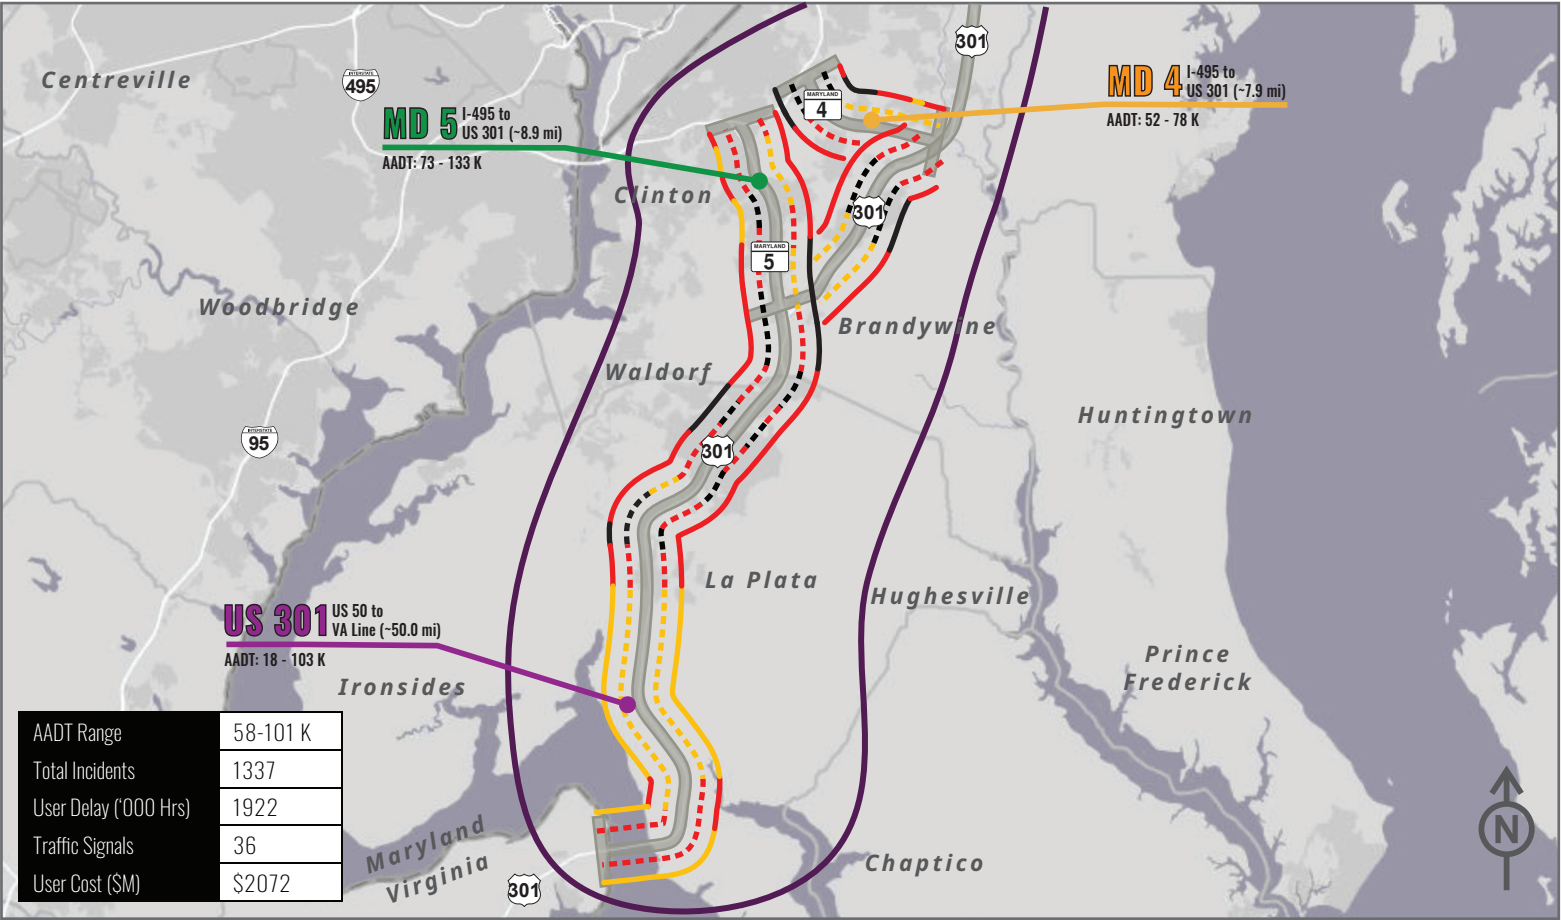 301
Centreville
INTERSTATE
495
MD 5
I-495 to
US 301 (~8.9 mi)
AADT: 73 - 133 K
MARYLAND
4
MD 4
I-495 to
US 301 (~7.9 mi)
AADT: 52 - 78 K
Clinton
301
MARYLAND
5
Woodbridge
Brandywine
Waldorf
Huntingtown
INTERSTATE
95
301
La Plata
Hughesville
US 301
US 50 to
VA Line (~50.0 mi)
AADT: 18 - 103 K
Prince
Frederick
Ironsides
AADT Range 58-101 K
Total Incidents 1337
User Delay (‘000 Hrs) 1922
Traffic Signals 36
User Cost ($M) $2072
Maryland
Virginia
301
Chaptico
N